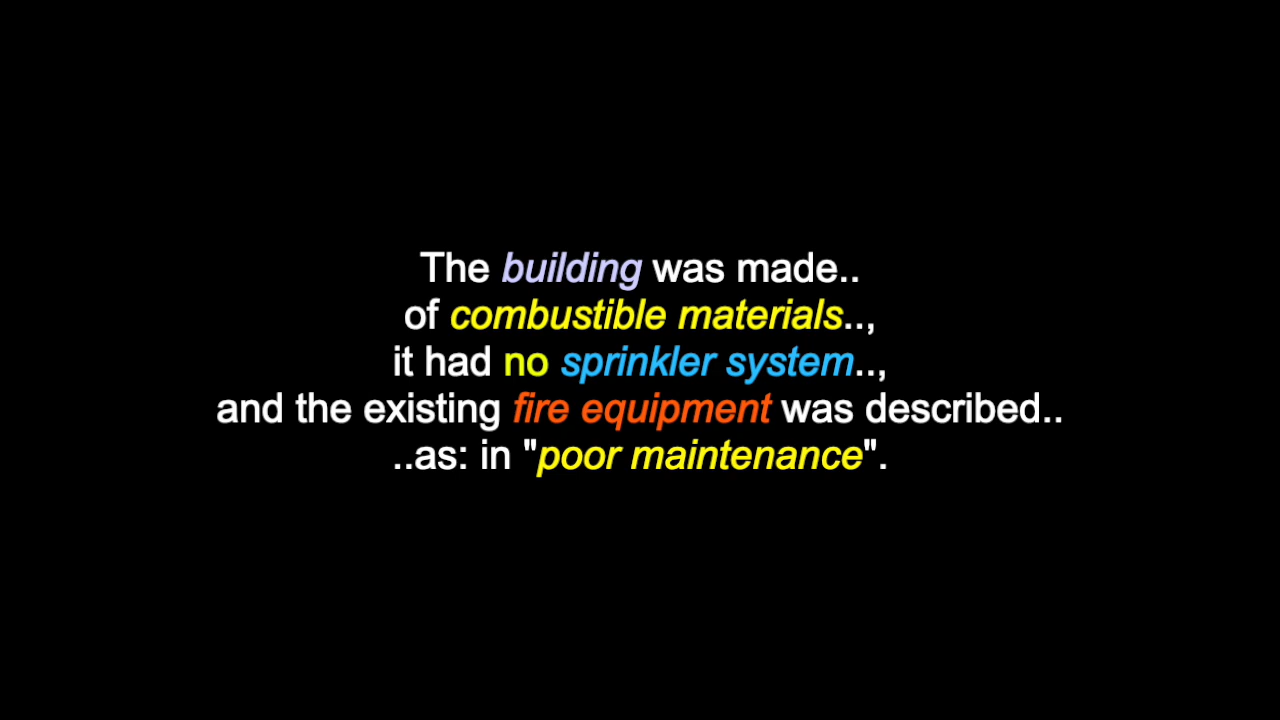 The building was made..
of combustible materials..,
it had no sprinkler system..,
and the existing fire equipment was described..
..as: in "poor maintenance".